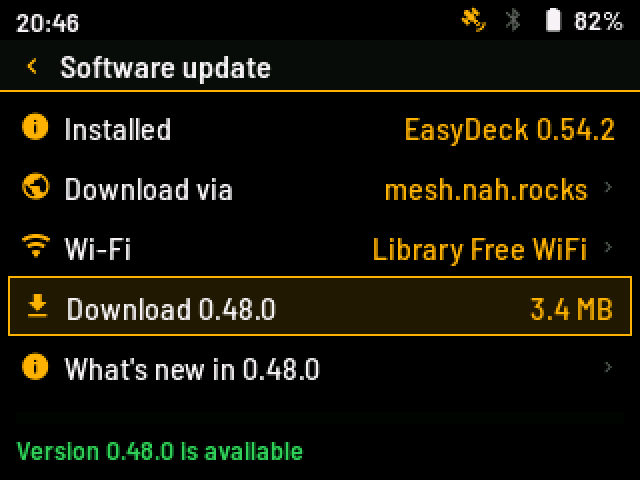 20:46 82%
Software update
Installed EasyDeck 0.54.2
Download via mesh.nah.rocks
Wi-Fi Library Free WiFi
Download 0.48.0 3.4 MB
What's new in 0.48.0
Version 0.48.0 is available